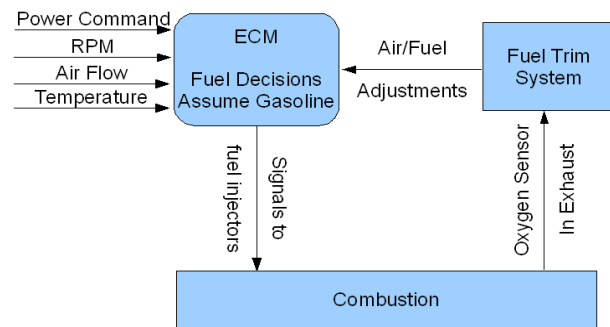 Power Command
RPM
Air Flow
Temperature
ECM
Fuel Decisions
Assume Gasoline
Air/Fuel
Adjustments
Fuel Trim
System
Signals to
fuel injectors
Oxygen Sensor
In Exhaust
Combustion